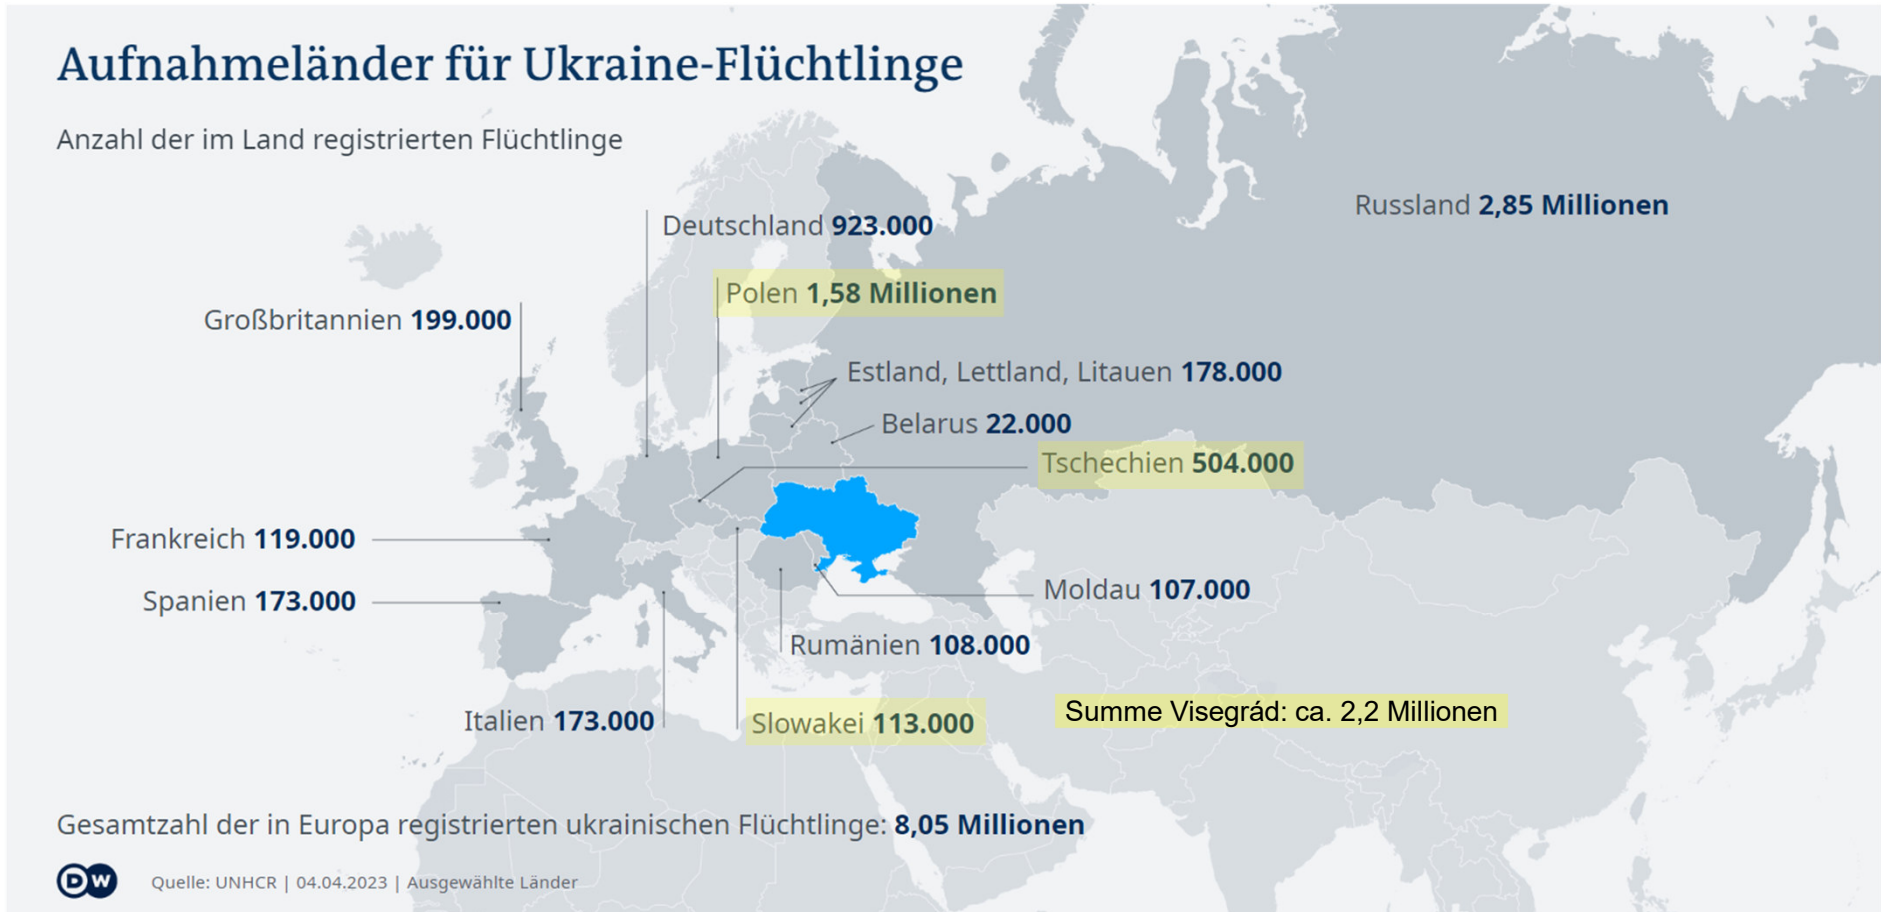 Aufnahmeländer für Ukraine-Flüchtlinge
Anzahl der im Land registrierten Flüchtlinge
Russland 2,85 Millionen
Deutschland 923.000
Polen 1,58 Millionen
Großbritannien 199.000
Estland, Lettland, Litauen 178.000
Belarus 22.000
Tschechien 504.000
Frankreich 119.000
Moldau 107.000
Spanien 173.000
Rumänien 108.000
Italien 173.000
Slowakei 113.000
Summe Visegrád: ca. 2,2 Millionen
Gesamtzahl der in Europa registrierten ukrainischen Flüchtlinge: 8,05 Millionen
DW Quelle: UNHCR | 04.04.2023 | Ausgewählte Länder